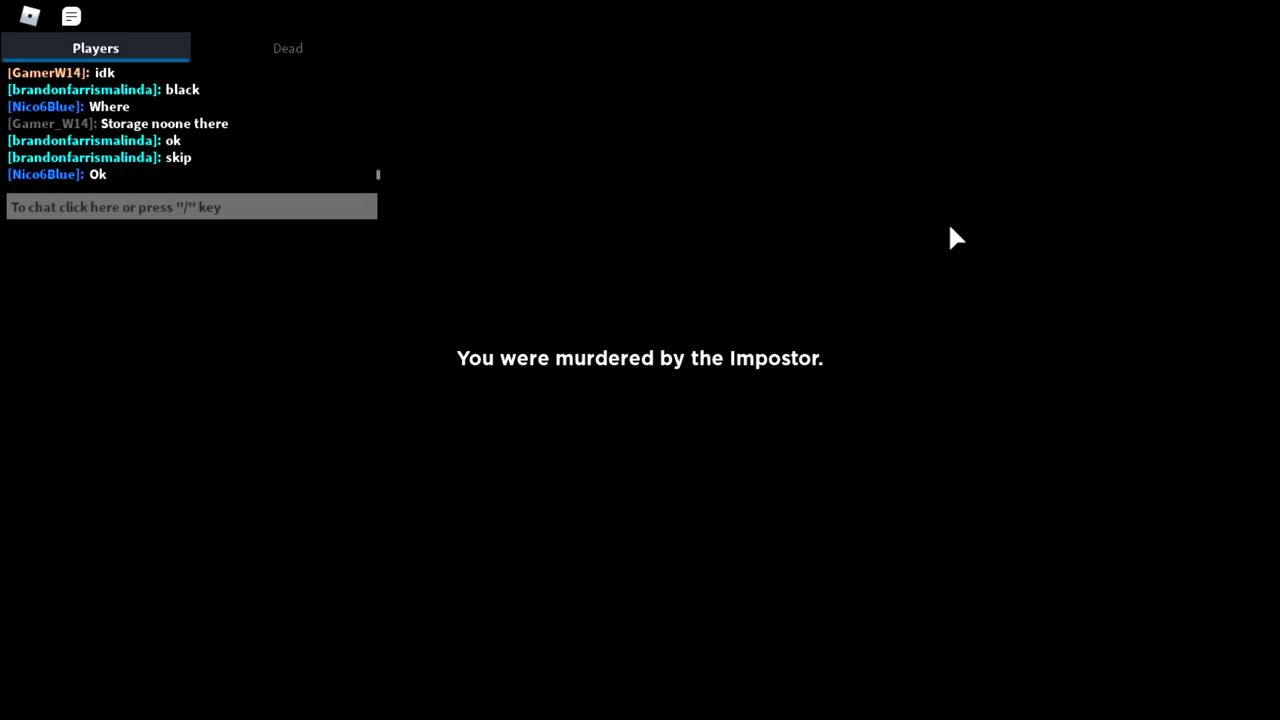 Players
Dead
[GamerW14]: idk
[brandonfarrismalinda]: black
[Nico6Blue]: Where
[Gamer_W14]: Storage noone there
[brandonfarrismalinda]: ok
[brandonfarrismalinda]: skip
[Nico6Blue]: Ok
To chat click here or press "/" key
You were murdered by the Impostor.